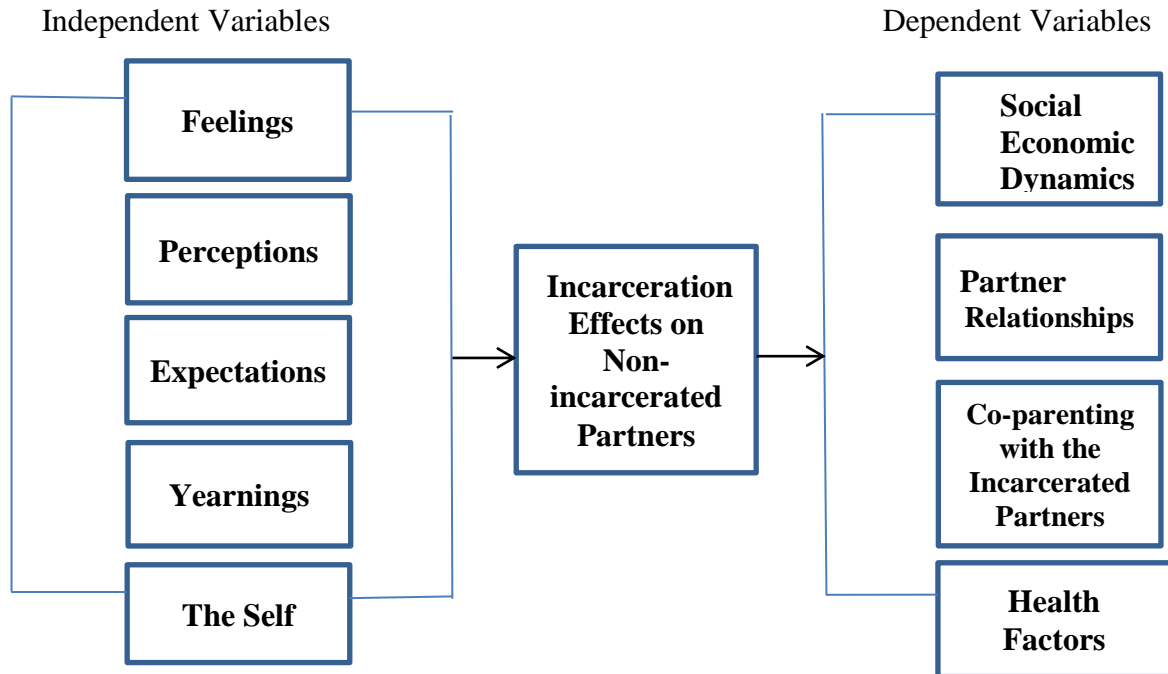 Independent Variables
Dependent Variables
Feelings
Perceptions
Expectations
Yearnings
The Self
Incarceration
Effects on
Non-
incarcerated
Partners
Social
Economic
Dynamics
Partner
Relationships
Co-parenting
with the
Incarcerated
Partners
Health
Factors